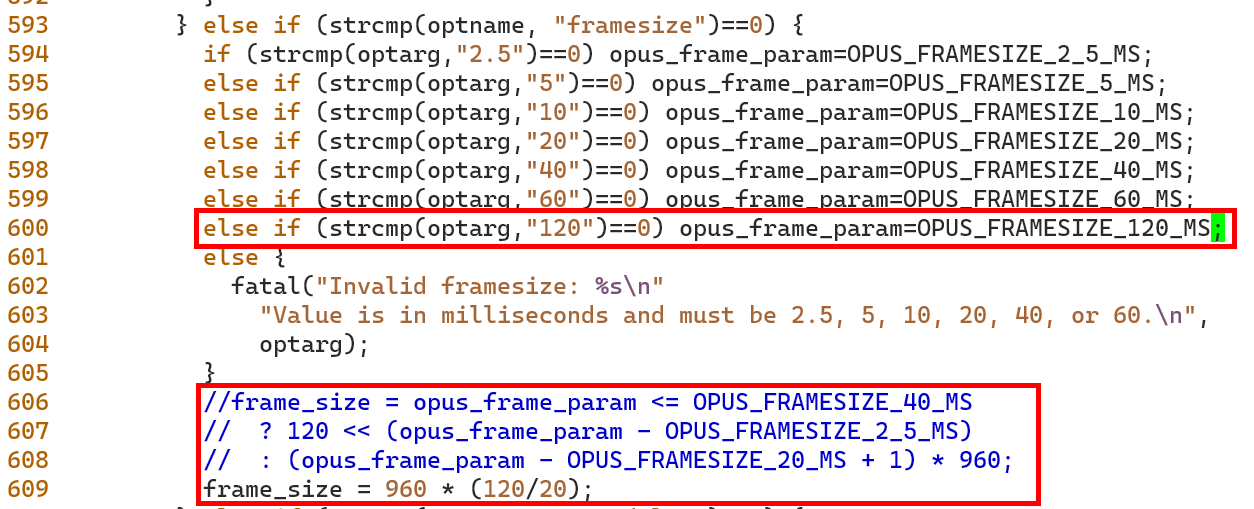 592 }
593 } else if (strcmp(optname, "framesize")==0) {
594 if (strcmp(optarg,"2.5")==0) opus_frame_param=OPUS_FRAMESIZE_2_5_MS;
595 else if (strcmp(optarg,"5")==0) opus_frame_param=OPUS_FRAMESIZE_5_MS;
596 else if (strcmp(optarg,"10")==0) opus_frame_param=OPUS_FRAMESIZE_10_MS;
597 else if (strcmp(optarg,"20")==0) opus_frame_param=OPUS_FRAMESIZE_20_MS;
598 else if (strcmp(optarg,"40")==0) opus_frame_param=OPUS_FRAMESIZE_40_MS;
599 else if (strcmp(optarg,"60")==0) opus_frame_param=OPUS_FRAMESIZE_60_MS;
600 else if (strcmp(optarg,"120")==0) opus_frame_param=OPUS_FRAMESIZE_120_MS;
601 else {
602 fatal("Invalid framesize: %s\n"
603 "Value is in milliseconds and must be 2.5, 5, 10, 20, 40, or 60.\n",
604 optarg);
605 }
606 //frame_size = opus_frame_param <= OPUS_FRAMESIZE_40_MS
607 //  ? 120 << (opus_frame_param - OPUS_FRAMESIZE_2_5_MS)
608 //  : (opus_frame_param - OPUS_FRAMESIZE_20_MS + 1) * 960;
609 frame_size = 960 * (120/20);